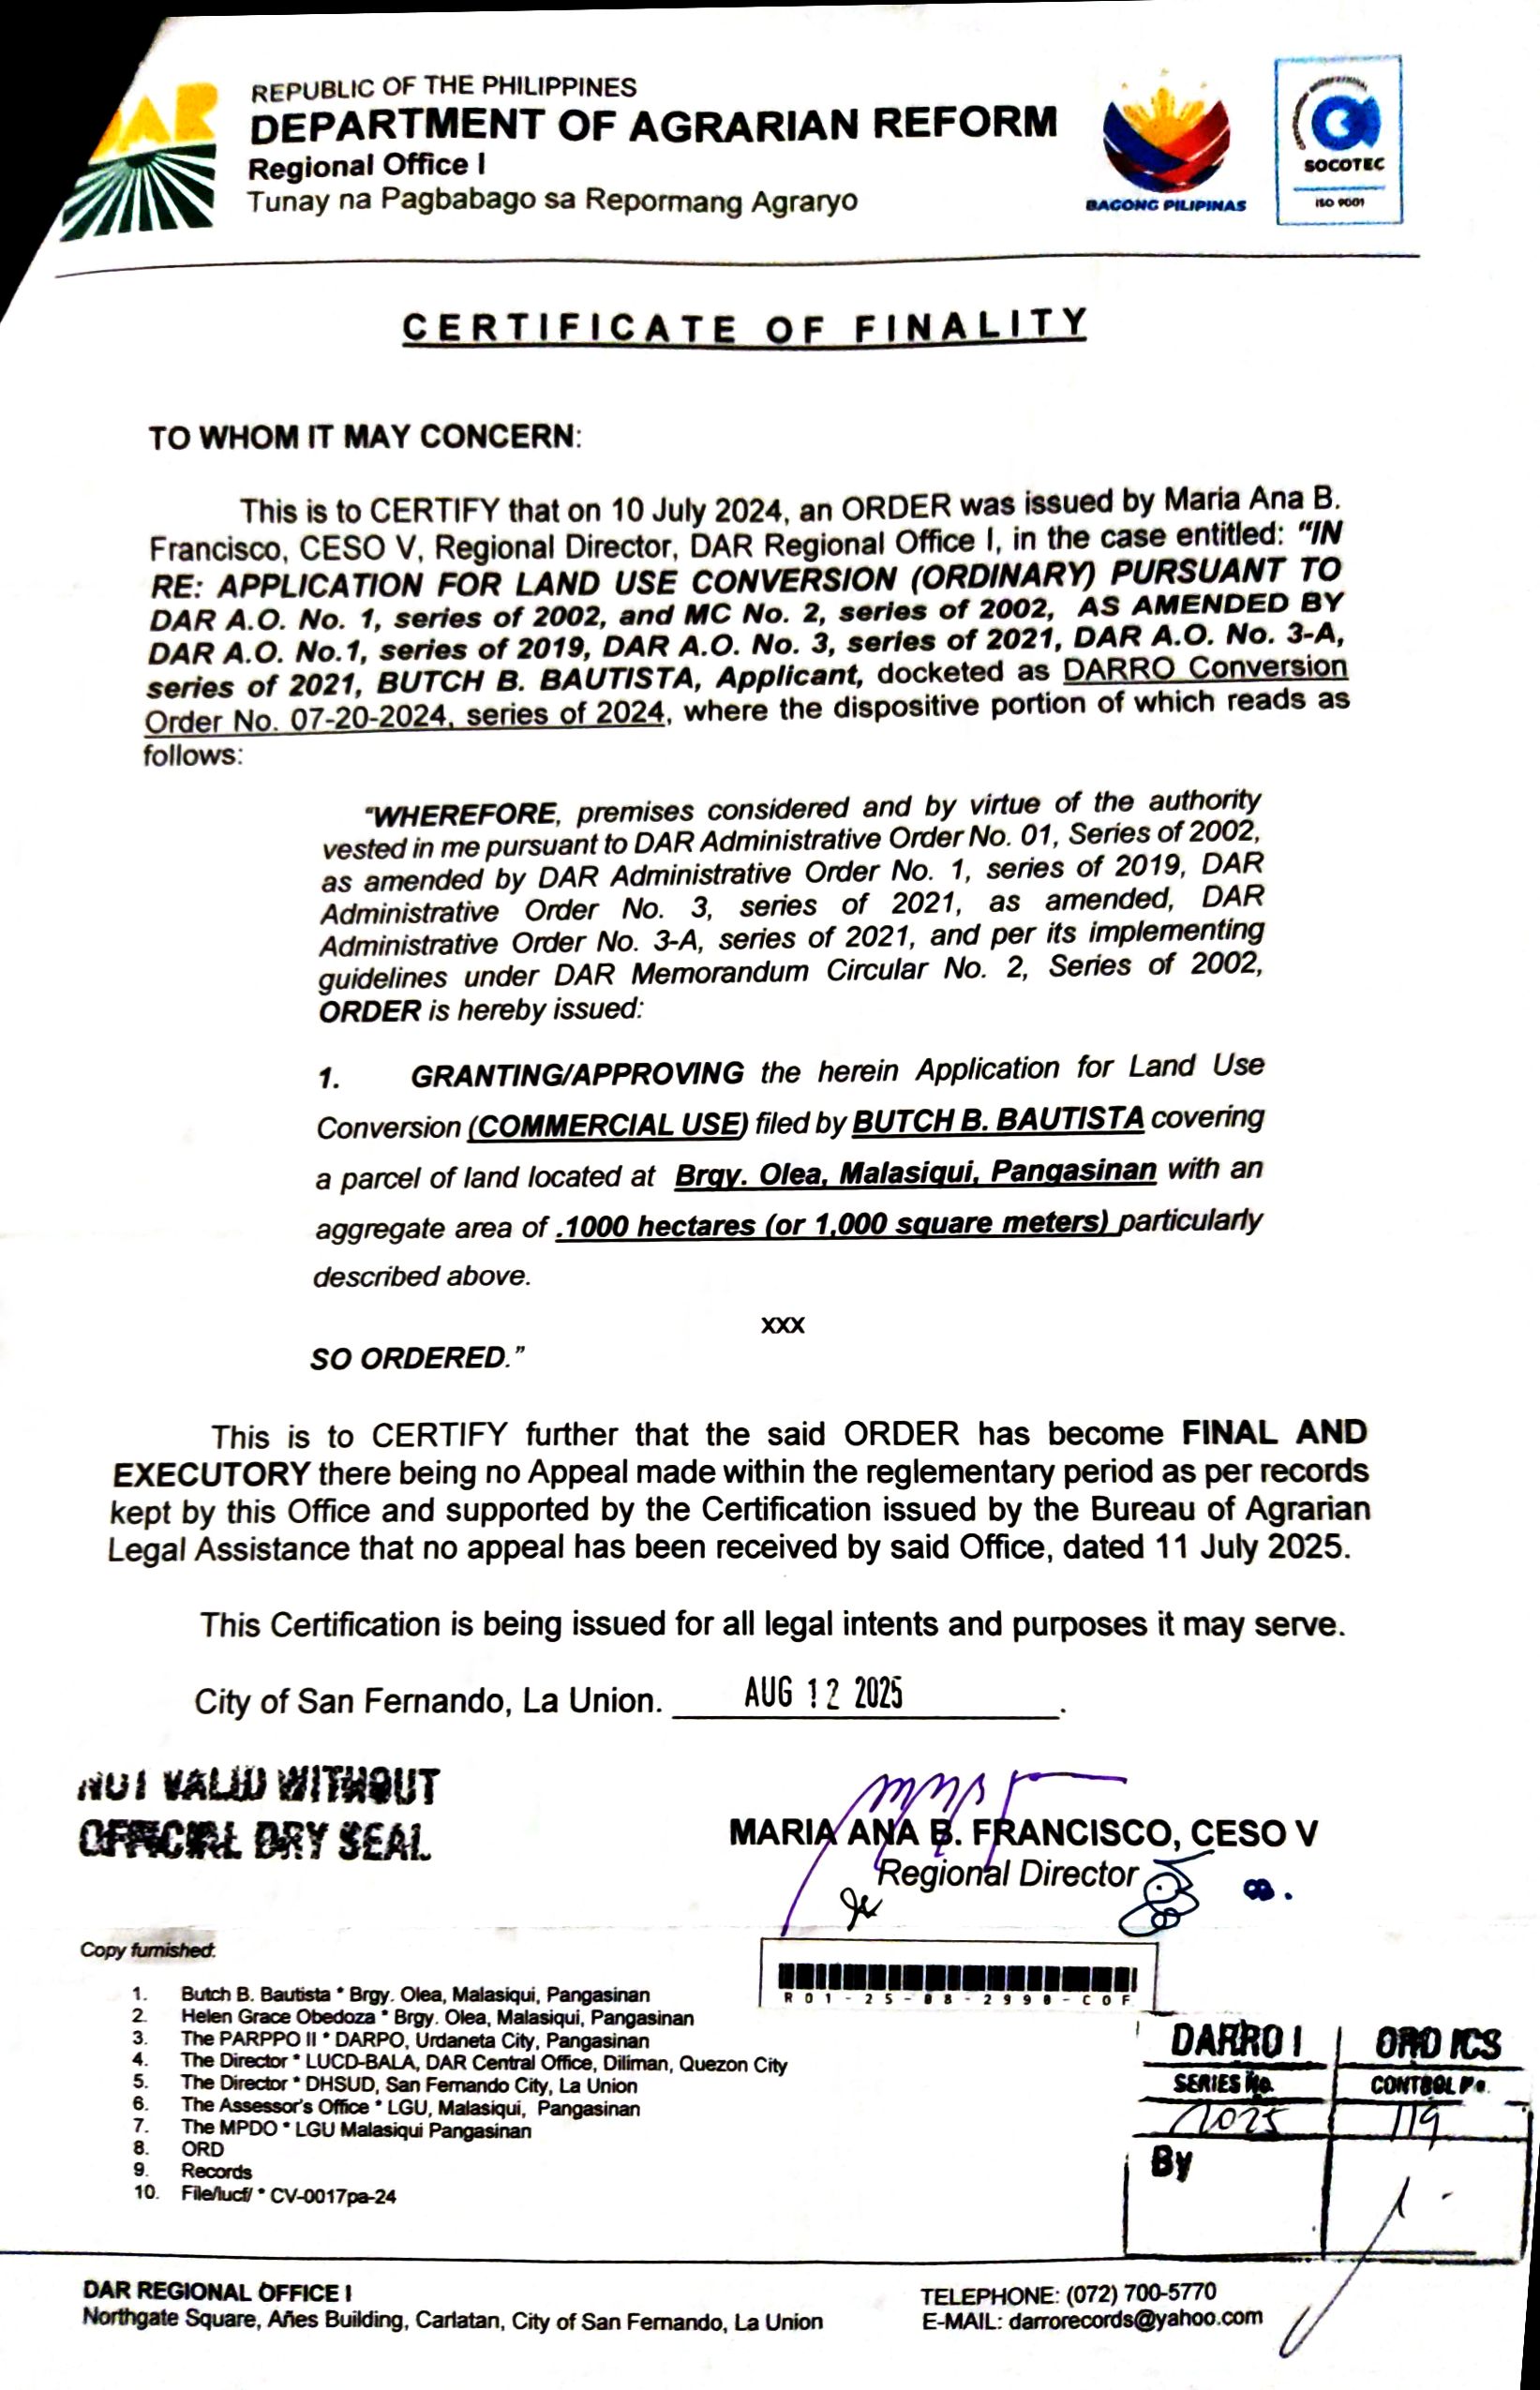 DAR
REPUBLIC OF THE PHILIPPINES
DEPARTMENT OF AGRARIAN REFORM
Regional Office I
Tunay na Pagbabago sa Repormang Agraryo
BAGONG PILIPINAS
SOCOTEC
ISO 9001
CERTIFICATE OF FINALITY
TO WHOM IT MAY CONCERN:
This is to CERTIFY that on 10 July 2024, an ORDER was issued by Maria Ana B.
Francisco, CESO V, Regional Director, DAR Regional Office I, in the case entitled: "IN
RE: APPLICATION FOR LAND USE CONVERSION (ORDINARY) PURSUANT TO
DAR A.O. No. 1, series of 2002, and MC No. 2, series of 2002, AS AMENDED BY
DAR A.O. No.1, series of 2019, DAR A.O. No. 3, series of 2021, DAR A.O. No. 3-A,
series of 2021, BUTCH B. BAUTISTA, Applicant, docketed as DARRO Conversion
Order No. 07-20-2024, series of 2024, where the dispositive portion of which reads as
follows:
"WHEREFORE, premises considered and by virtue of the authority
vested in me pursuant to DAR Administrative Order No. 01, Series of 2002,
as amended by DAR Administrative Order No. 1, series of 2019, DAR
Administrative Order No. 3, series of 2021, as amended, DAR
Administrative Order No. 3-A, series of 2021, and per its implementing
guidelines under DAR Memorandum Circular No. 2, Series of 2002,
ORDER is hereby issued:
1. GRANTING/APPROVING the herein Application for Land Use
Conversion (COMMERCIAL USE) filed by BUTCH B. BAUTISTA covering
a parcel of land located at Brgy. Olea, Malasiqui, Pangasinan with an
aggregate area of .1000 hectares (or 1,000 square meters) particularly
described above.
xxx
SO ORDERED."
This is to CERTIFY further that the said ORDER has become FINAL AND
EXECUTORY there being no Appeal made within the reglementary period as per records
kept by this Office and supported by the Certification issued by the Bureau of Agrarian
Legal Assistance that no appeal has been received by said Office, dated 11 July 2025.
This Certification is being issued for all legal intents and purposes it may serve.
City of San Fernando, La Union. AUG 12 2025.
NOT VALID WITHOUT
OFFICIAL DRY SEAL
MARIA ANA B. FRANCISCO, CESO V
Regional Director
Copy furnished:
1. Butch B. Bautista * Brgy. Olea, Malasiqui, Pangasinan
2. Helen Grace Obedoza * Brgy. Olea, Malasiqui, Pangasinan
3. The PARPPO II * DARPO, Urdaneta City, Pangasinan
4. The Director * LUCD-BALA, DAR Central Office, Diliman, Quezon City
5. The Director * DHSUD, San Fernando City, La Union
6. The Assessor's Office * LGU, Malasiqui, Pangasinan
7. The MPDO * LGU Malasiqui Pangasinan
8. ORD
9. Records
10. File/lucf/ * CV-0017pa-24
R01-25-08-2990-COF
DARRO I ORD ICS
SERIES No. CONTROL No.
2025 119
By
DAR REGIONAL OFFICE I
Northgate Square, Añes Building, Carlatan, City of San Fernando, La Union
TELEPHONE: (072) 700-5770
E-MAIL: darrorecords@yahoo.com